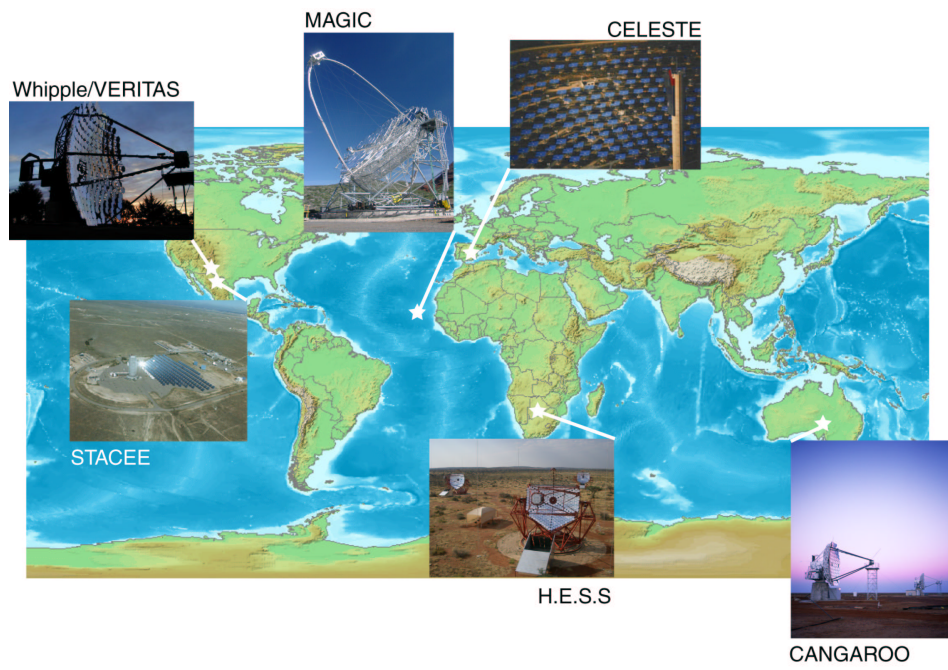 MAGIC
CELESTE
Whipple/VERITAS
STACEE
H.E.S.S
CANGAROO